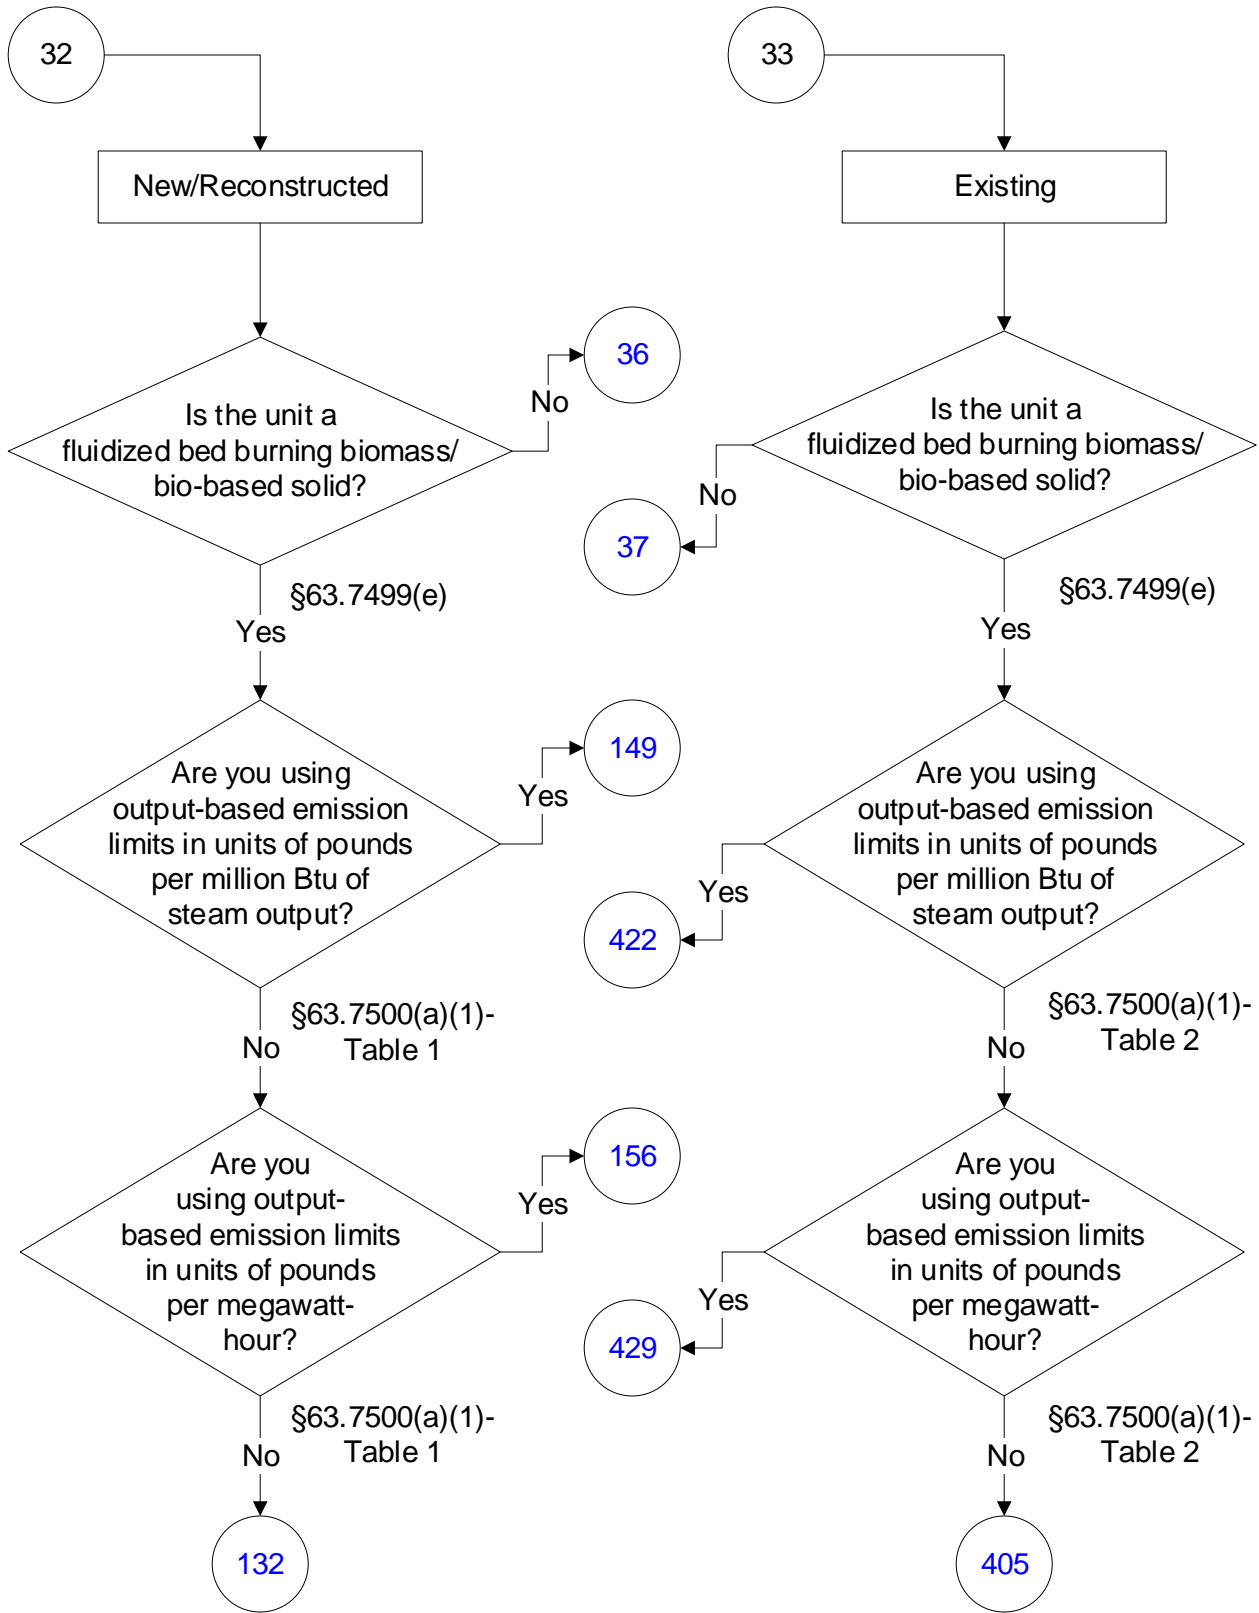 32
New/Reconstructed
Is the unit a
fluidized bed burning biomass/
bio-based solid?
No
36
§63.7499(e)
Yes
Are you using
output-based emission
limits in units of pounds
per million Btu of
steam output?
Yes
149
§63.7500(a)(1)-
Table 1
No
Are you
using output-
based emission limits
in units of pounds
per megawatt-
hour?
Yes
156
§63.7500(a)(1)-
Table 1
No
132
33
Existing
Is the unit a
fluidized bed burning biomass/
bio-based solid?
No
37
§63.7499(e)
Yes
Are you using
output-based emission
limits in units of pounds
per million Btu of
steam output?
Yes
422
§63.7500(a)(1)-
Table 2
No
Are you
using output-
based emission limits
in units of pounds
per megawatt-
hour?
Yes
429
§63.7500(a)(1)-
Table 2
No
405